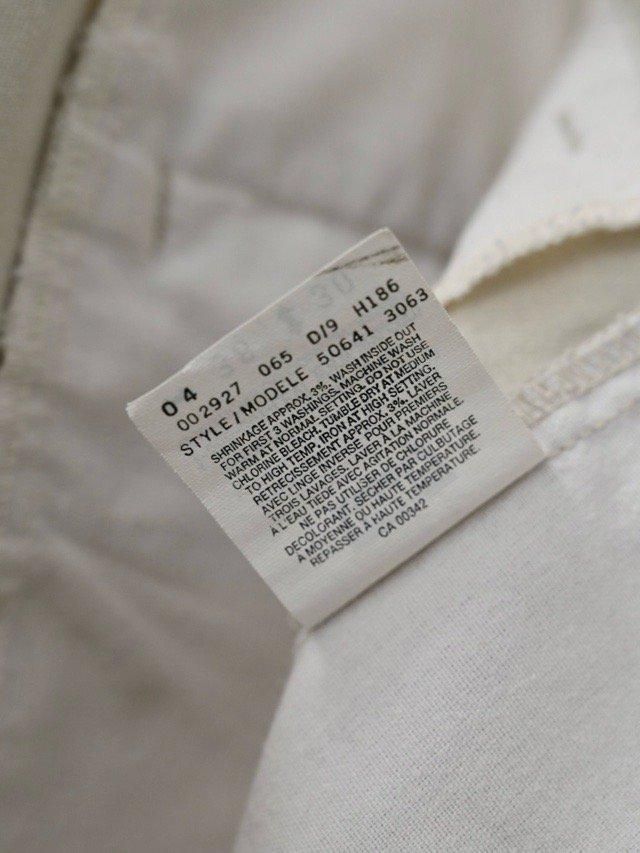 04
002927 065 D/9 H186
STYLE/MODELE 50641 3063
SHRINKAGE APPROX. 3%. WASH INSIDE OUT
FOR FIRST 3 WASHINGS, MACHINE WASH
WARM AT NORMAL SETTING. DO NOT USE
CHLORINE BLEACH. TUMBLE DRY AT MEDIUM
TO HIGH TEMP. IRON AT HIGH SETTING.
RETRECISSEMENT APPROX. 3%. LAVER
AVEC LINGE INVERSE POUR PREMIERS
TROIS LAVAGES, LAVER A LA MACHINE
A L'EAU TIEDE AVEC AGITATION NORMALE.
NE PAS UTILISER DE CHLORURE
DECOLORANT. SECHER PAR CULBUTAGE
A MOYENNE OU HAUTE TEMPERATURE.
REPASSER À HAUTE TEMPERATURE.
CA 00342